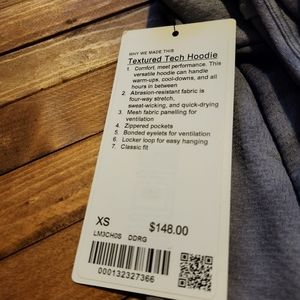 WHY WE MADE THIS
Textured Tech Hoodie
1. Comfort, meet performance. This
versatile hoodie can handle
warm-ups, cool-downs, and all
hours in between
2. Abrasion-resistant fabric is
four-way stretch,
sweat-wicking, and quick-drying
3. Mesh fabric panelling for
ventilation
4. Zippered pockets
5. Bonded eyelets for ventilation
6. Locker loop for easy hanging
7. Classic fit
XS $148.00
LM3CH0S DDRG
000132327366